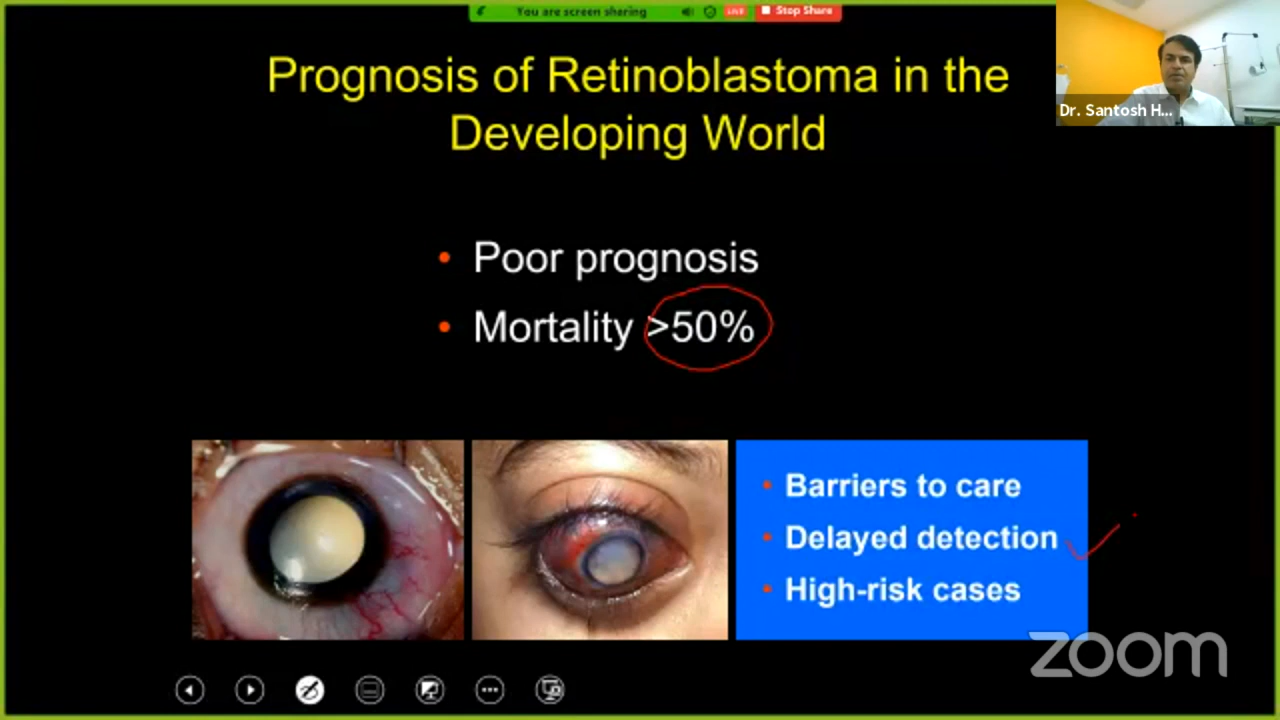 You are screen sharing
LIVE
Stop Share
Prognosis of Retinoblastoma in the
Developing World
Dr. Santosh H...
• Poor prognosis
• Mortality >50%
• Barriers to care
• Delayed detection
• High-risk cases
zoom